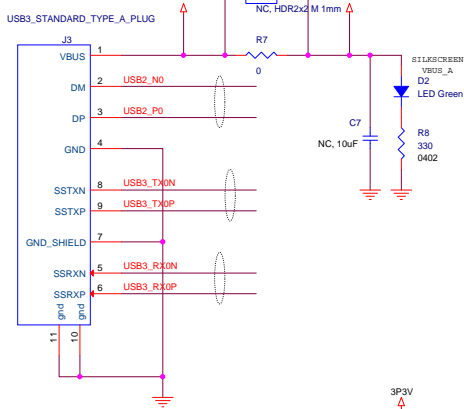 USB3_STANDARD_TYPE_A_PLUG
NC, HDR2x2 M 1mm
J3
R7
0
VBUS 1
DM 2 USB2_N0
DP 3 USB2_P0
GND 4
SSTXN 8 USB3_TX0N
SSTXP 9 USB3_TX0P
GND_SHIELD 7
SSRXN 5 USB3_RX0N
SSRXP 6 USB3_RX0P
gnd gnd
11 10
C7
NC, 10uF
SILKSCREEN
VBUS_A
D2
LED Green
R8
330
0402
3P3V